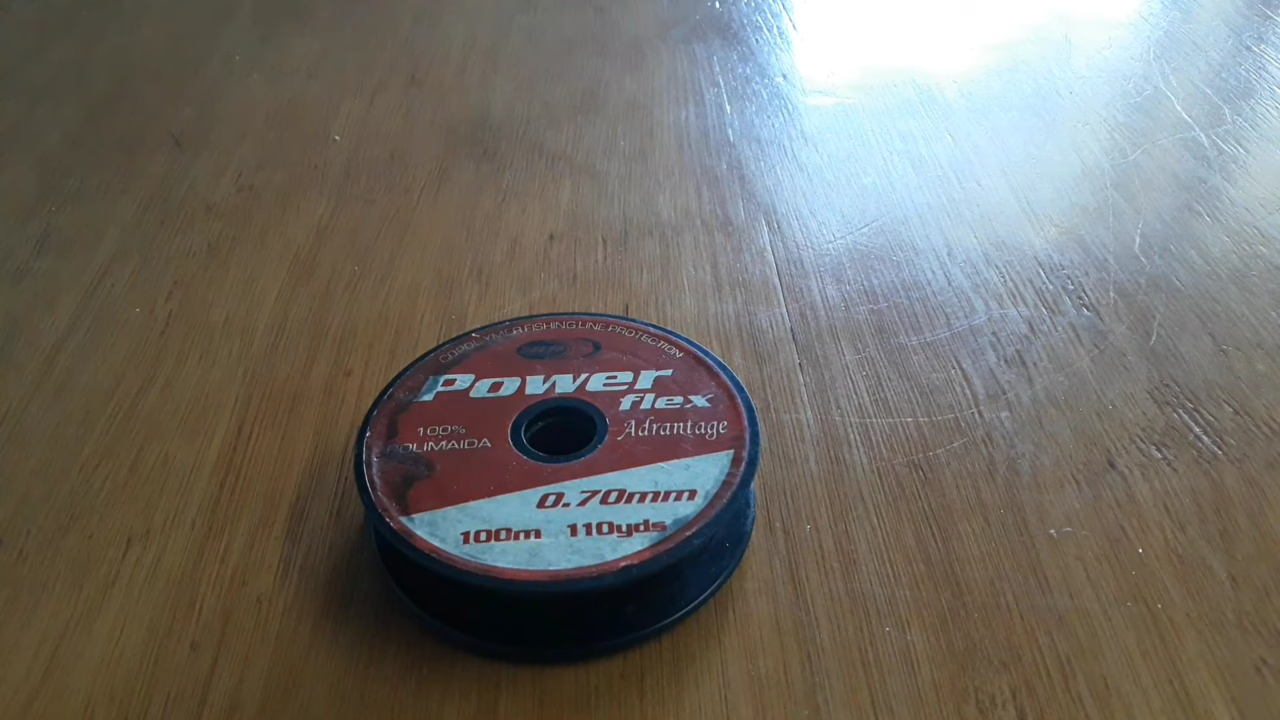 COPOLYMER FISHING LINE PROTECTION
Power
flex
Adrantage
100%
POLIMAIDA
0.70mm
100m 110yds